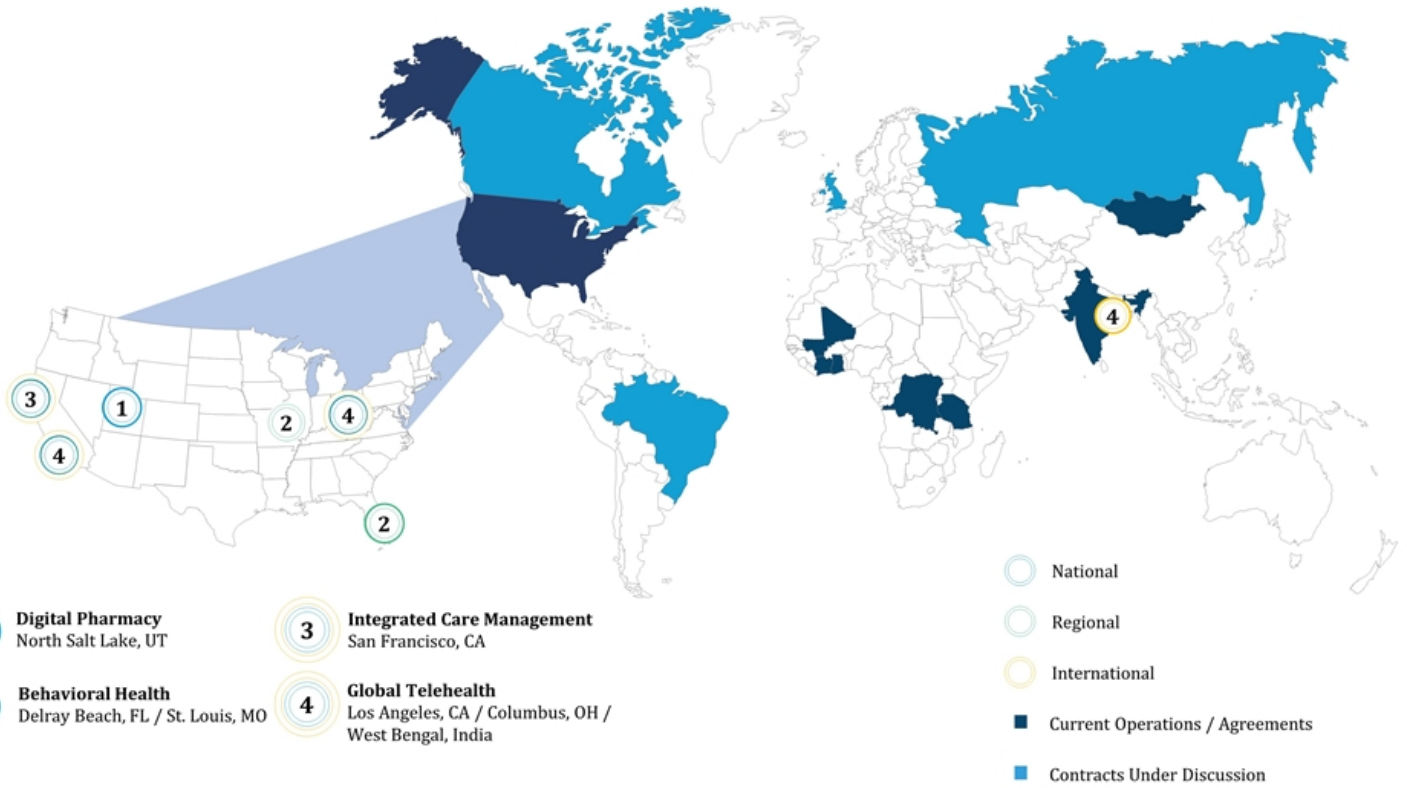 3
1
2
4
4
2
4
Digital Pharmacy
North Salt Lake, UT
Behavioral Health
Delray Beach, FL / St. Louis, MO
3
Integrated Care Management
San Francisco, CA
4
Global Telehealth
Los Angeles, CA / Columbus, OH /
West Bengal, India
National
Regional
International
Current Operations / Agreements
Contracts Under Discussion